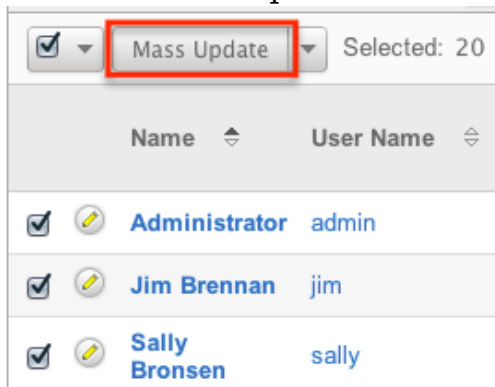 Mass Update Selected: 20
Name User Name
Administrator admin
Jim Brennan jim
Sally
Bronsen sally